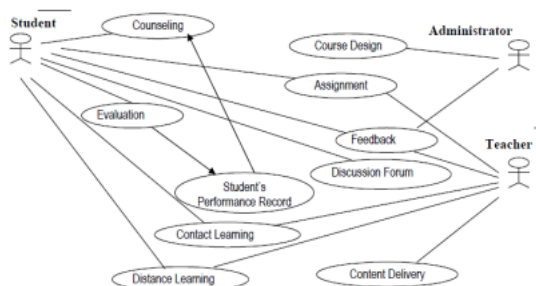 Student
Counseling
Administrator
Course Design
Assignment
Evaluation
Feedback
Teacher
Discussion Forum
Student's
Performance Record
Contact Learning
Distance Learning
Content Delivery